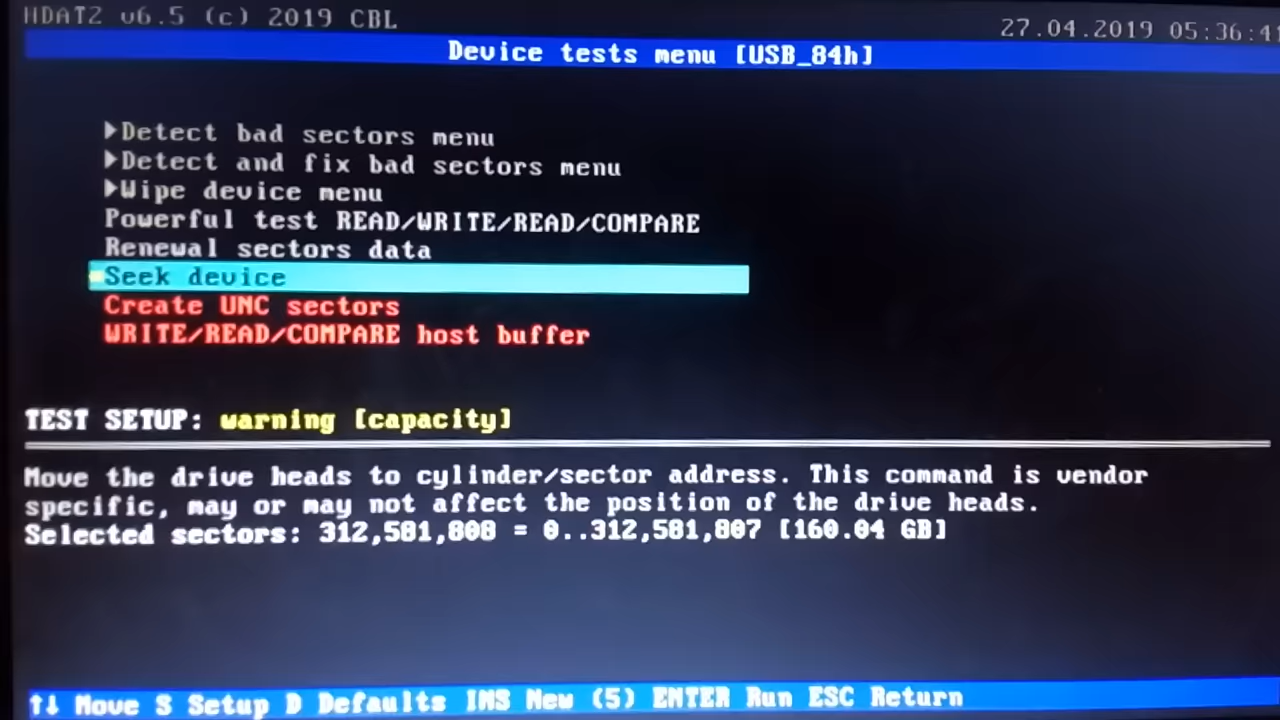 HDAT2 v6.5 (c) 2019 CBL
27.04.2019 05:36:41
Device tests menu [USB_84h]
Detect bad sectors menu
Detect and fix bad sectors menu
Wipe device menu
Powerful test READ/WRITE/READ/COMPARE
Renewal sectors data
Seek device
Create UNC sectors
WRITE/READ/COMPARE host buffer
TEST SETUP: warning [capacity]
Move the drive heads to cylinder/sector address. This command is vendor
specific, may or may not affect the position of the drive heads.
Selected sectors: 312,581,808 = 0..312,581,807 [160.04 GB]
↑↓ Move S Setup D Defaults INS New (5) ENTER Run ESC Return